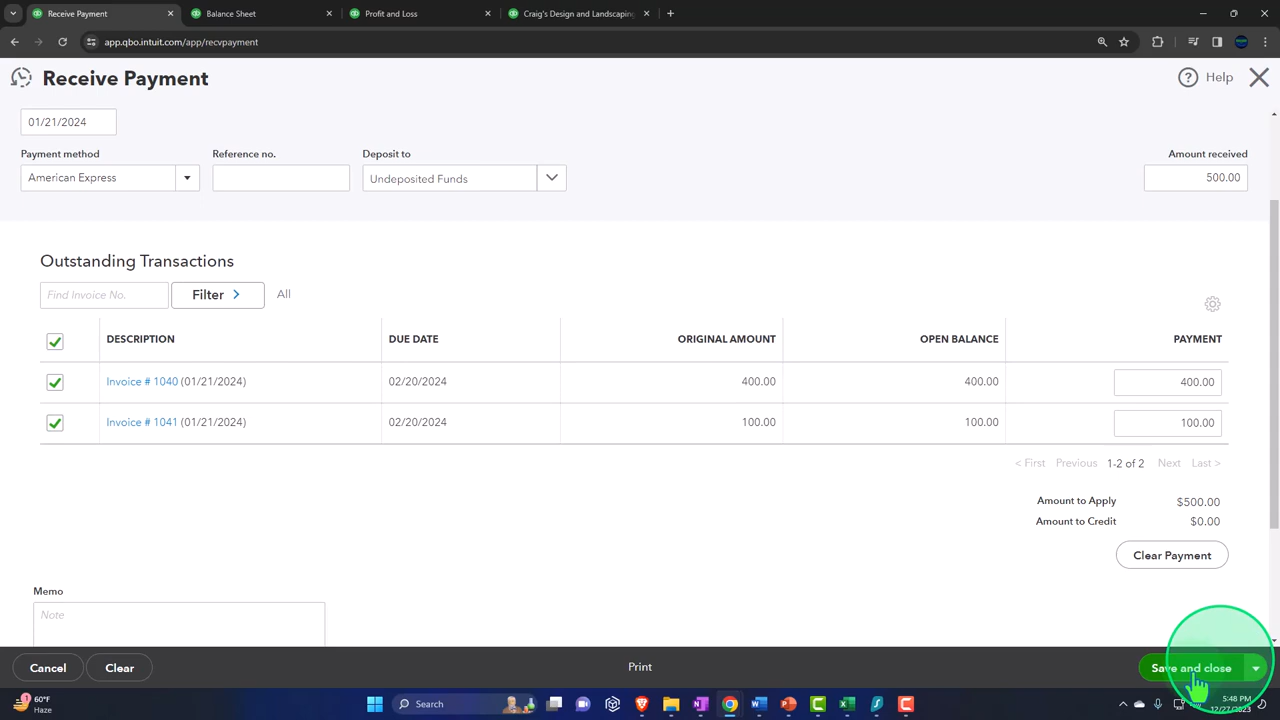 Receive Payment
Balance Sheet
Profit and Loss
Craig's Design and Landscaping
app.qbo.intuit.com/app/recvpayment
Receive Payment
Help
01/21/2024
Payment method
Reference no.
Deposit to
Amount received
American Express
Undeposited Funds
500.00
Outstanding Transactions
Find Invoice No.
Filter >
All
DESCRIPTION
DUE DATE
ORIGINAL AMOUNT
OPEN BALANCE
PAYMENT
Invoice # 1040 (01/21/2024)
02/20/2024
400.00
400.00
400.00
Invoice # 1041 (01/21/2024)
02/20/2024
100.00
100.00
100.00
< First Previous 1-2 of 2 Next Last >
Amount to Apply
$500.00
Amount to Credit
$0.00
Clear Payment
Memo
Note
Cancel
Clear
Print
Save and close
60°F
Haze
Search
5:48 PM
12/27/2023